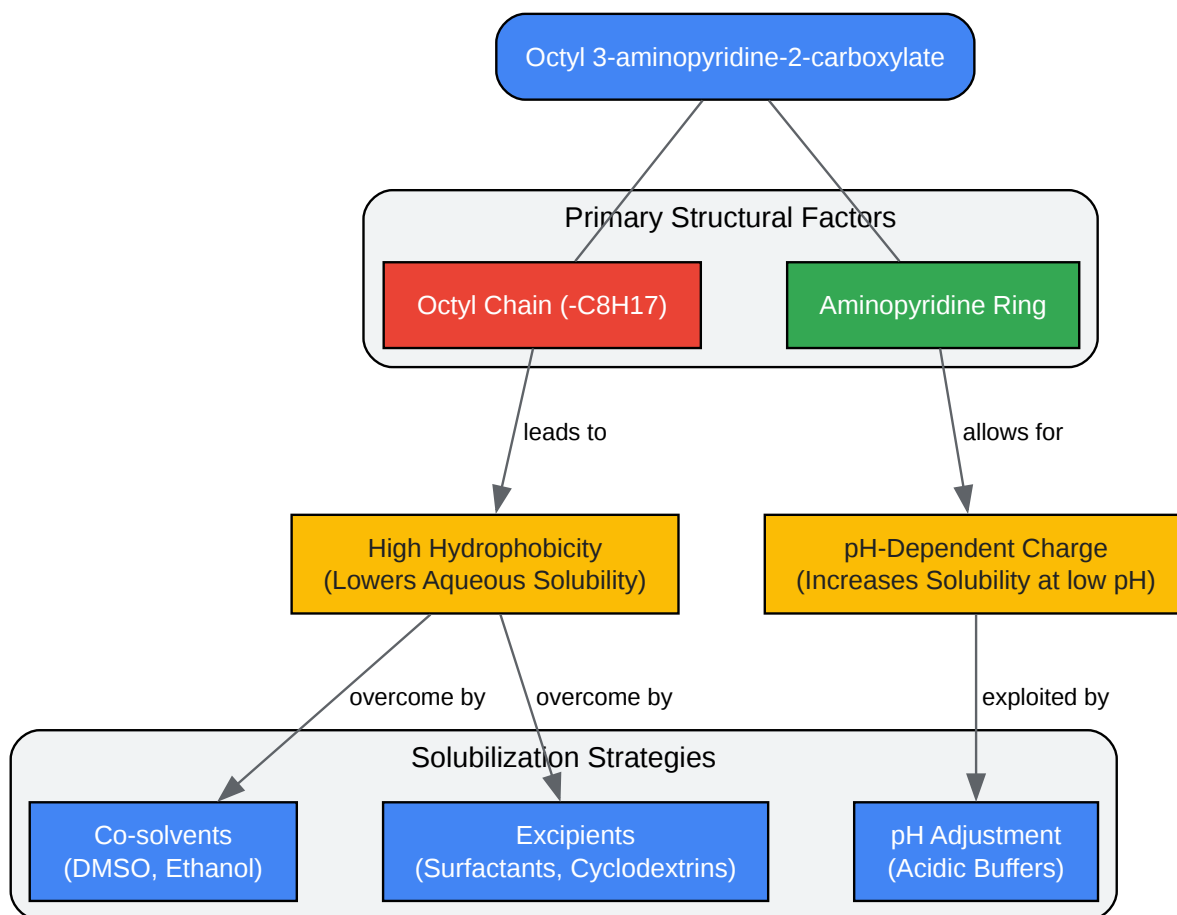 Octyl 3-aminopyridine-2-carboxylate
Primary Structural Factors
Octyl Chain (-C8H17)
Aminopyridine Ring
leads to
allows for
High Hydrophobicity
(Lowers Aqueous Solubility)
pH-Dependent Charge
(Increases Solubility at low pH)
overcome by
overcome by
exploited by
Solubilization Strategies
Co-solvents
(DMSO, Ethanol)
Excipients
(Surfactants, Cyclodextrins)
pH Adjustment
(Acidic Buffers)